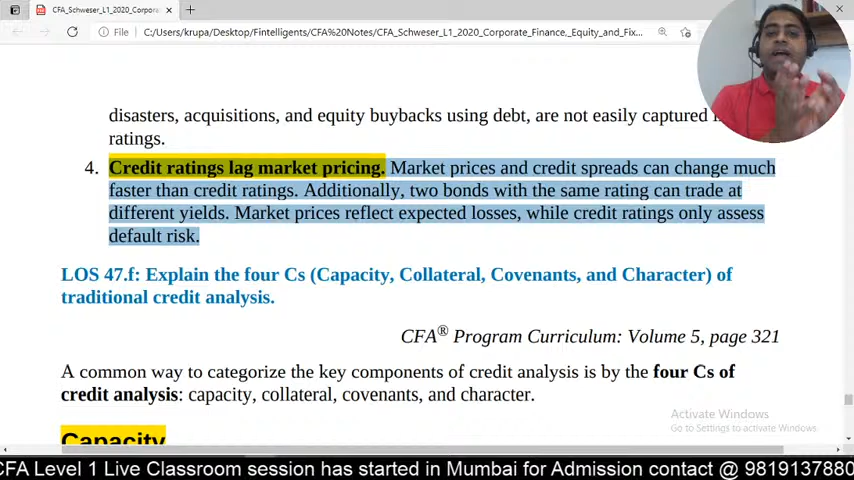 CFA_Schweser_L1_2020_Corpora
File
C:/Users/krupa/Desktop/Fintelligents/CFA%20Notes/CFA_Schweser_L1_2020_Corporate_Finance,_Equity_and_Fix...
disasters, acquisitions, and equity buybacks using debt, are not easily captured
ratings.
4. Credit ratings lag market pricing. Market prices and credit spreads can change much
faster than credit ratings. Additionally, two bonds with the same rating can trade at
different yields. Market prices reflect expected losses, while credit ratings only assess
default risk.
LOS 47.f: Explain the four Cs (Capacity, Collateral, Covenants, and Character) of
traditional credit analysis.
CFA® Program Curriculum: Volume 5, page 321
A common way to categorize the key components of credit analysis is by the four Cs of
credit analysis: capacity, collateral, covenants, and character.
Capacity
Activate Windows
Go to Settings to activate Windows.
CFA Level 1 Live Classroom session has started in Mumbai for Admission contact @ 9819137880